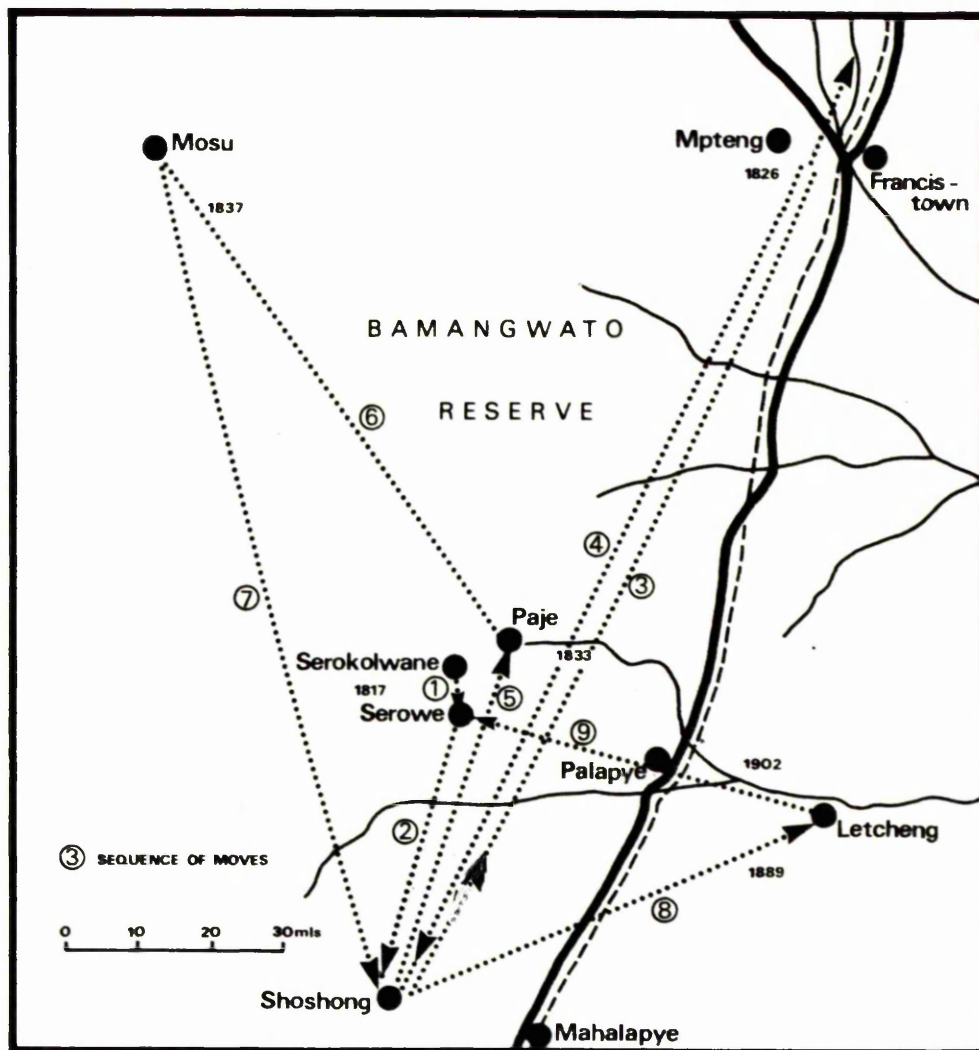 Mosu
Mpteng
1826
Francis-
town
1837
BAMANGWATO
RESERVE
⑥
④
③
⑦
Paje
1833
Serokolwane
1817
①
⑤
Serowe
⑨
Palapye
1902
②
Letcheng
③ SEQUENCE OF MOVES
1889
⑧
0 10 20 30mls
Shoshong
Mahalapye